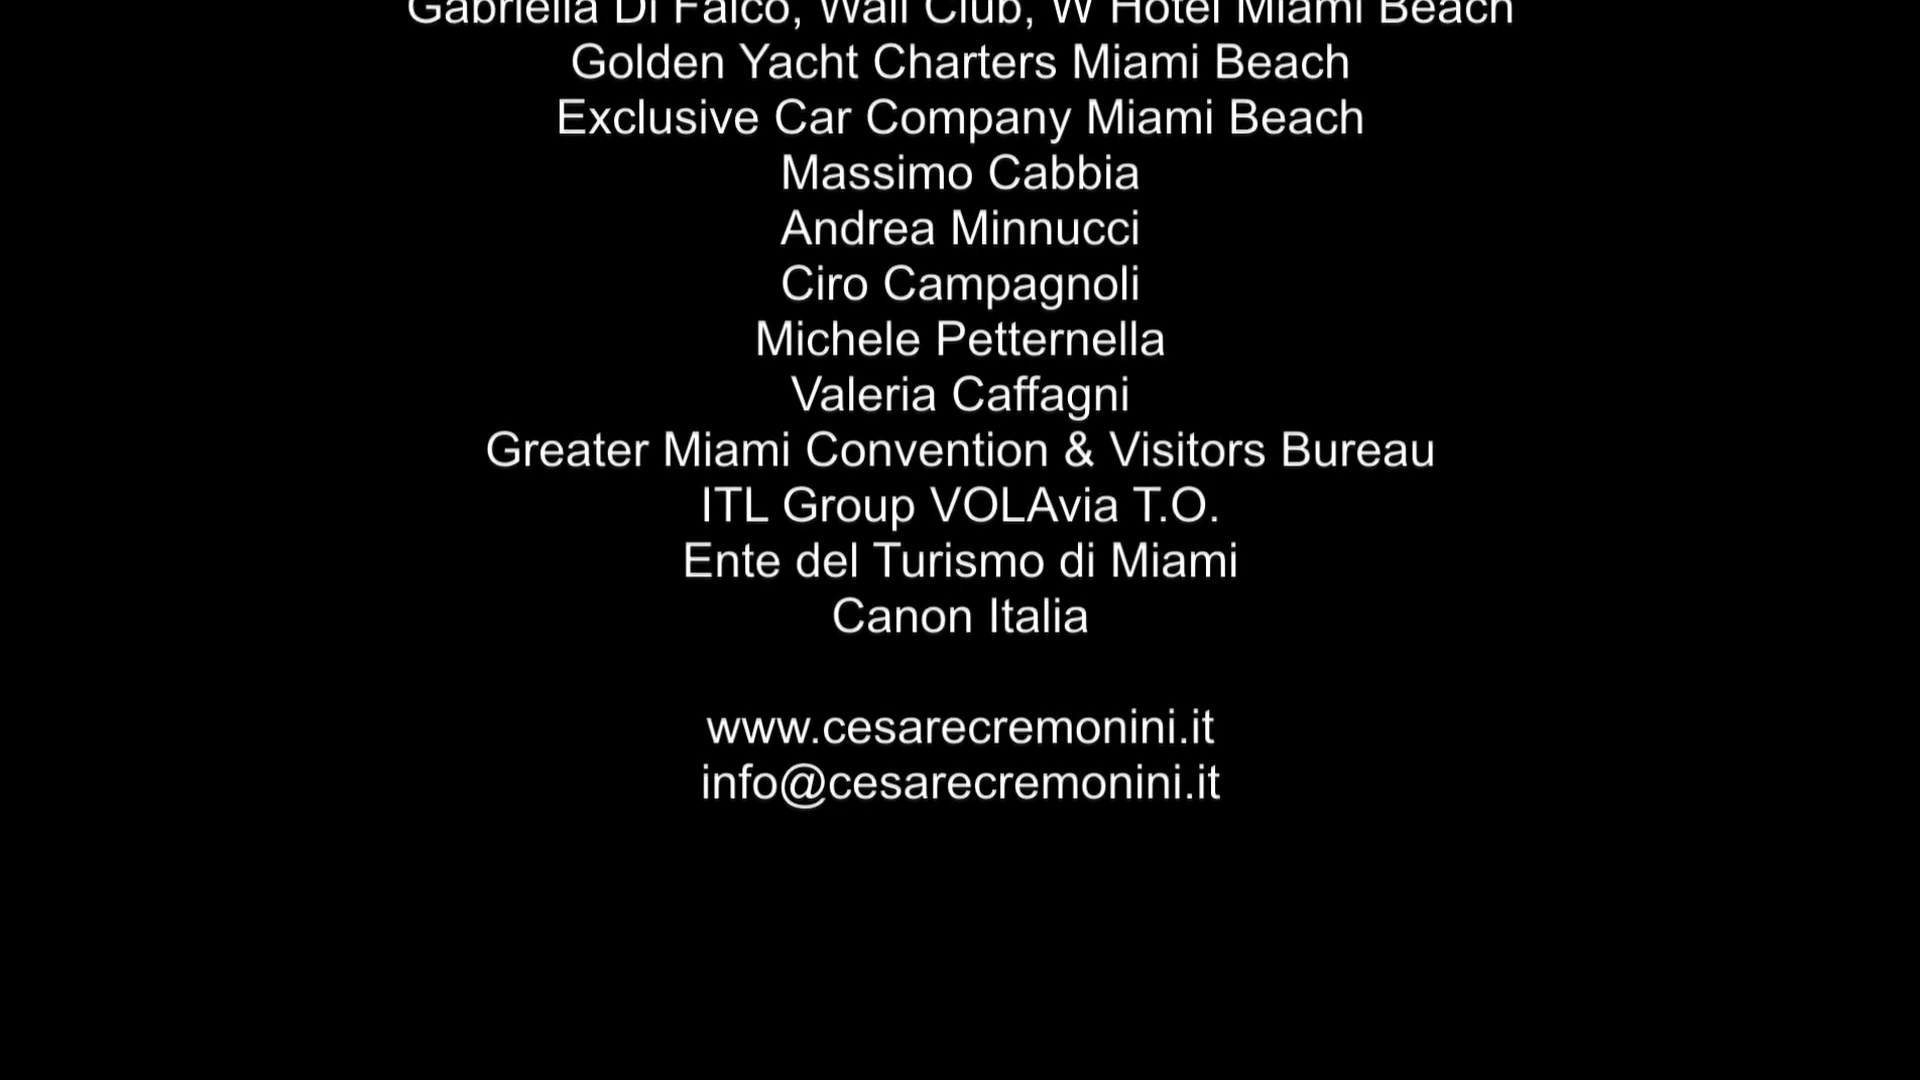 Gabriella Di Falco, Wall Club, W Hotel Miami Beach
Golden Yacht Charters Miami Beach
Exclusive Car Company Miami Beach
Massimo Cabbia
Andrea Minnucci
Ciro Campagnoli
Michele Petternella
Valeria Caffagni
Greater Miami Convention & Visitors Bureau
ITL Group VOLAvia T.O.
Ente del Turismo di Miami
Canon Italia
www.cesarecremonini.it
info@cesarecremonini.it